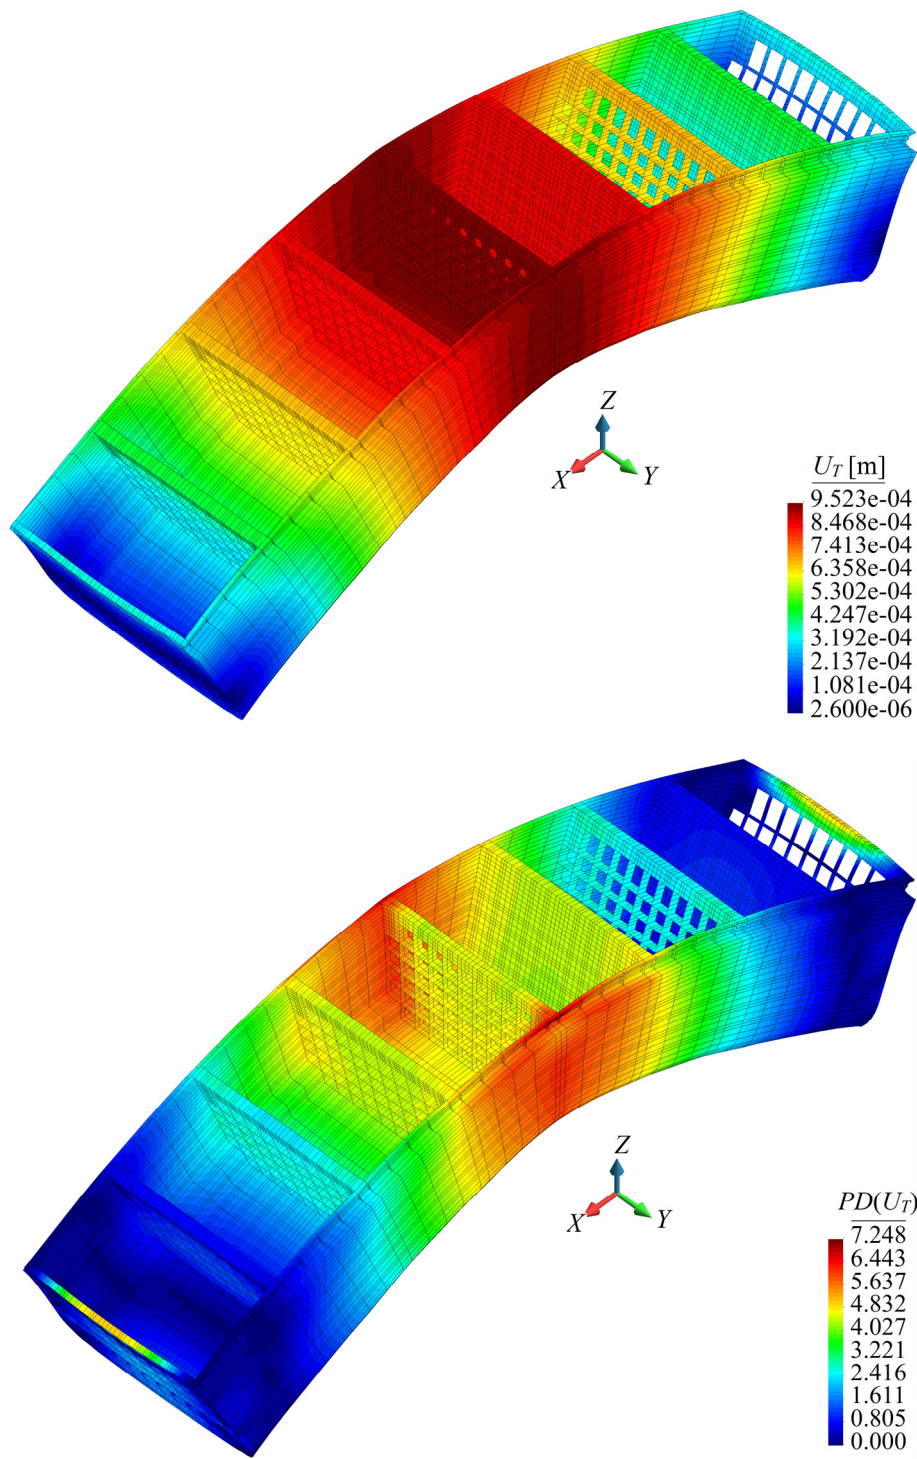 Z
X
Y
U_T [m]
9.523e-04
8.468e-04
7.413e-04
6.358e-04
5.302e-04
4.247e-04
3.192e-04
2.137e-04
1.081e-04
2.600e-06
Z
X
Y
PD(U_T)
7.248
6.443
5.637
4.832
4.027
3.221
2.416
1.611
0.805
0.000